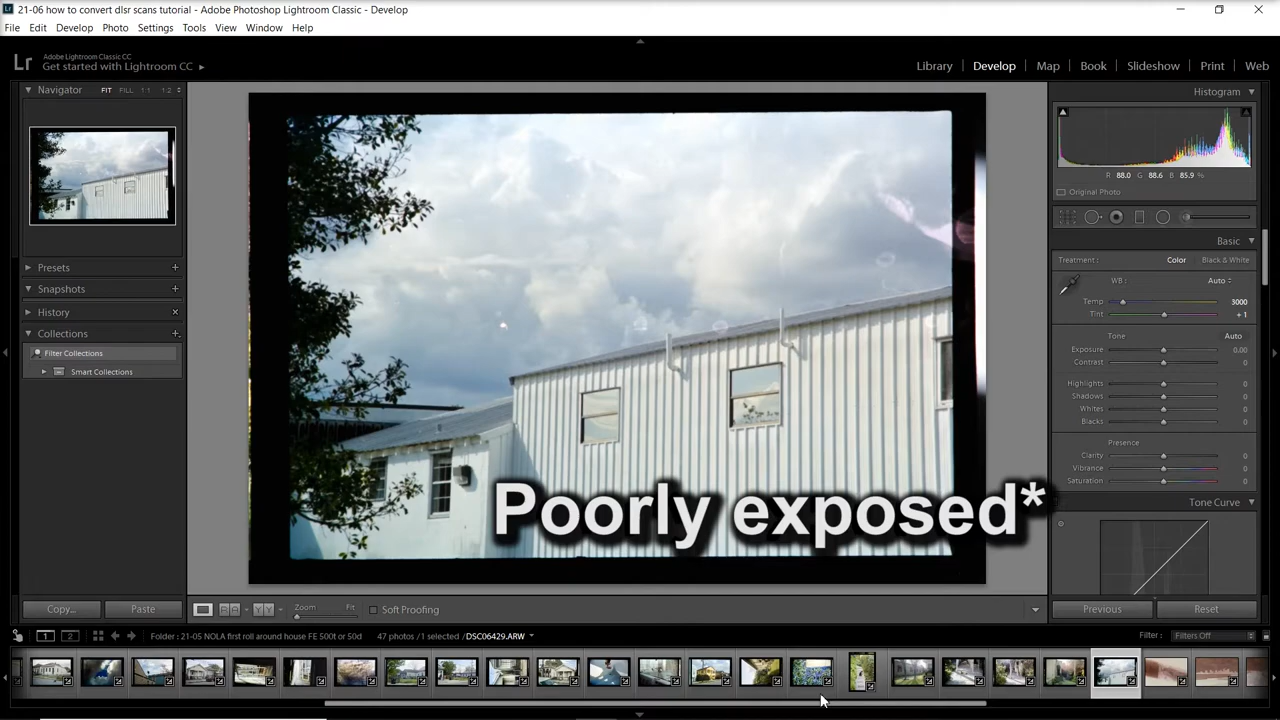 21-06 how to convert dlsr scans tutorial - Adobe Photoshop Lightroom Classic - Develop
File Edit Develop Photo Settings Tools View Window Help
Lr
Adobe Lightroom Classic CC
Get started with Lightroom CC
Library Develop Map Book Slideshow Print Web
Navigator FIT FILL 1:1 1:2
Presets
Snapshots
History
Collections
Filter Collections
Smart Collections
Copy... Paste
Poorly exposed*
Histogram
R 88.0 G 88.6 B 85.9 %
Original Photo
Basic
Treatment : Color Black & White
WB : Auto
Temp 3000
Tint + 1
Tone Auto
Exposure 0.00
Contrast 0
Highlights 0
Shadows 0
Whites 0
Blacks 0
Presence
Clarity 0
Vibrance 0
Saturation 0
Tone Curve
Previous Reset
Zoom Fit Soft Proofing
1 2 Folder : 21-05 NOLA first roll around house FE 500t or 50d 47 photos / 1 selected / DSC06429.ARW Filter : Filters Off